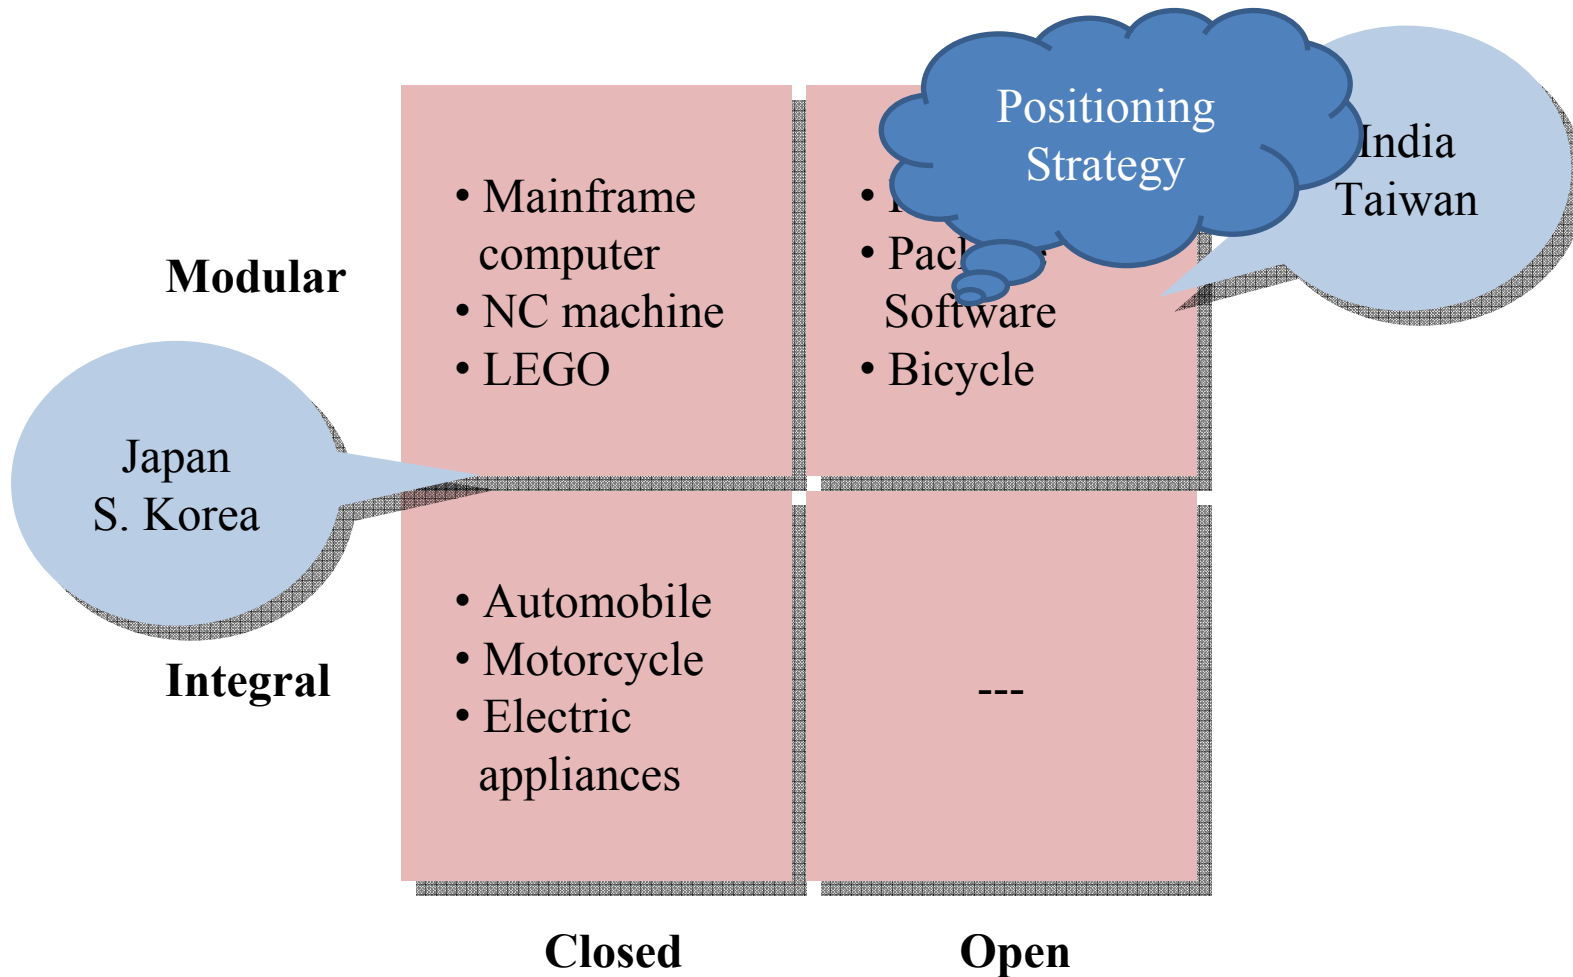 Positioning
Strategy
India
Taiwan
Modular
• Mainframe
computer
• NC machine
• LEGO
•
•
Software
• Bicycle
Japan
S. Korea
Integral
• Automobile
• Motorcycle
• Electric
appliances
---
Closed
Open